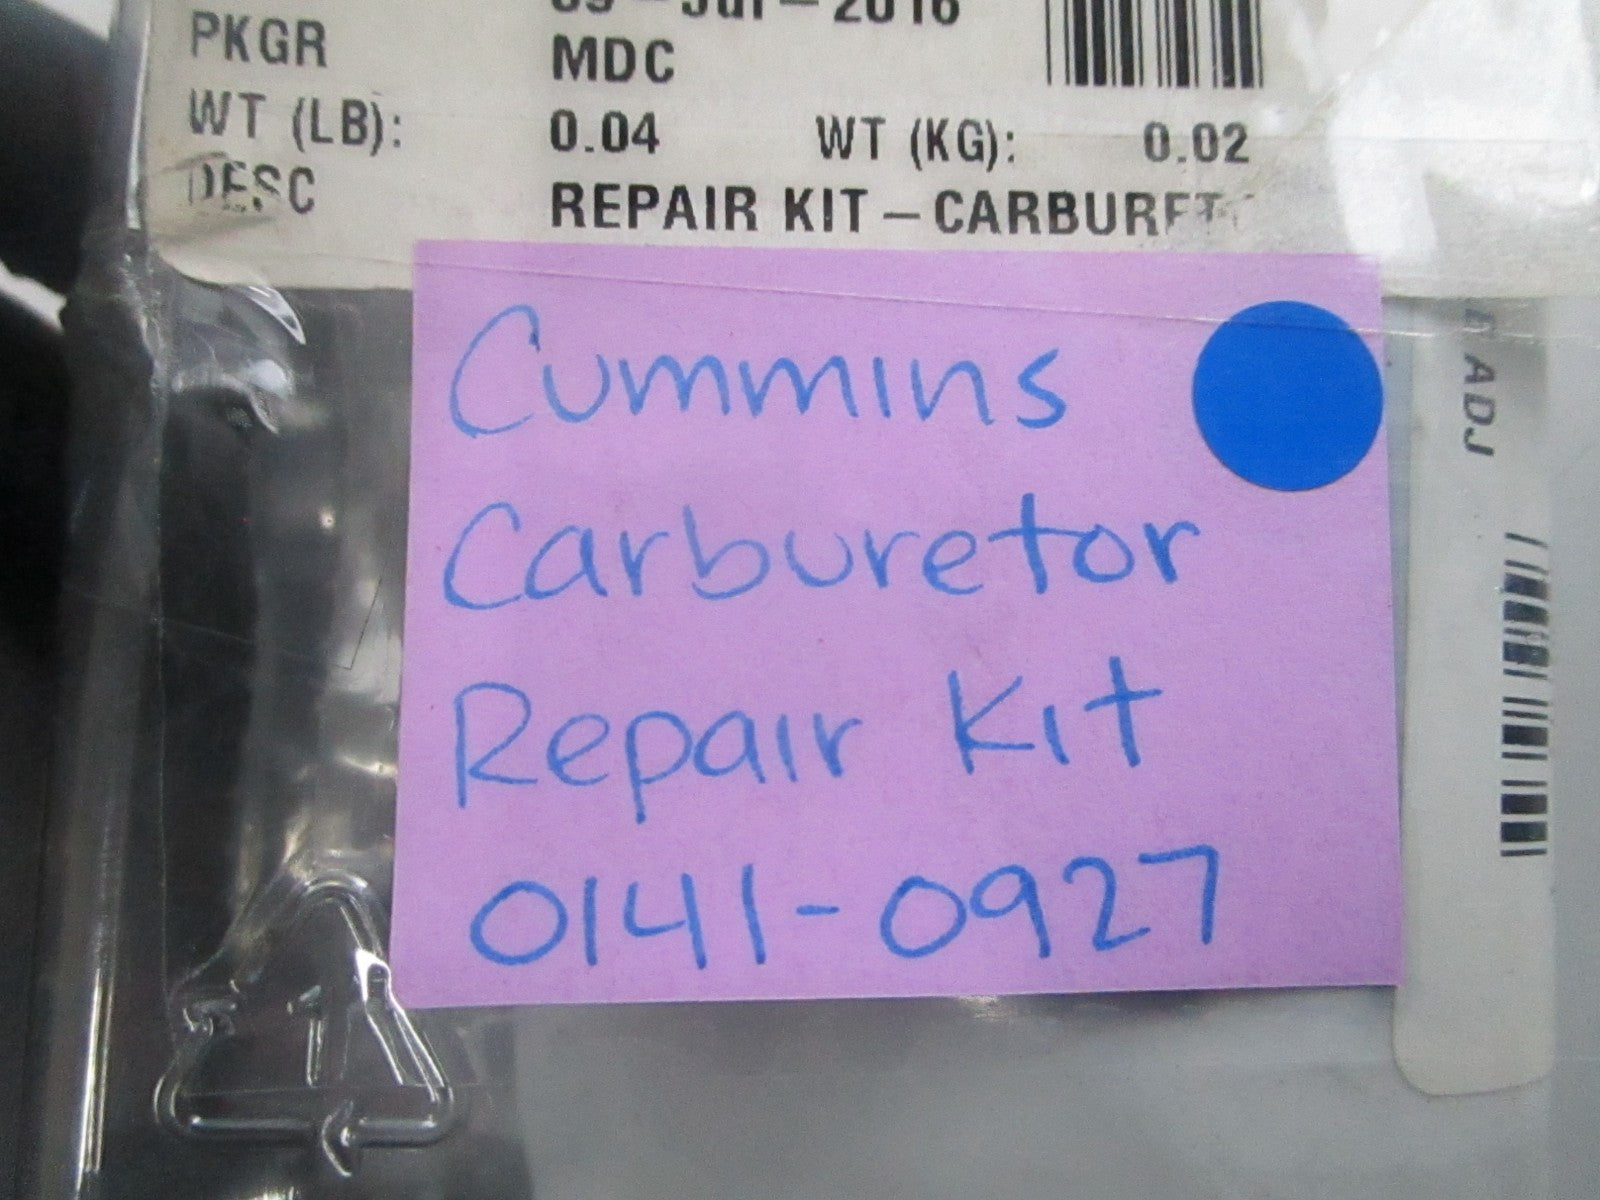 PKGR MDC
WT (LB): 0.04 WT (KG): 0.02
DESC REPAIR KIT – CARBURET
Cummins
Carburetor
Repair Kit
0141-0927
ADJ
1